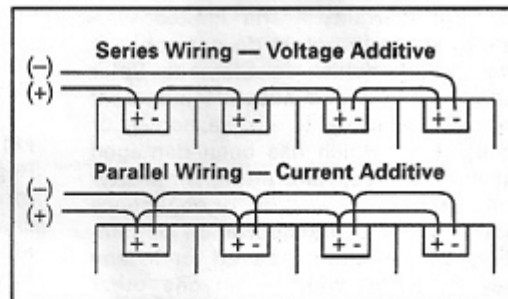 Series Wiring — Voltage Additive
(−)
(+)
+ - + - + - + -
Parallel Wiring — Current Additive
(−)
(+)
+ - + - + - + -